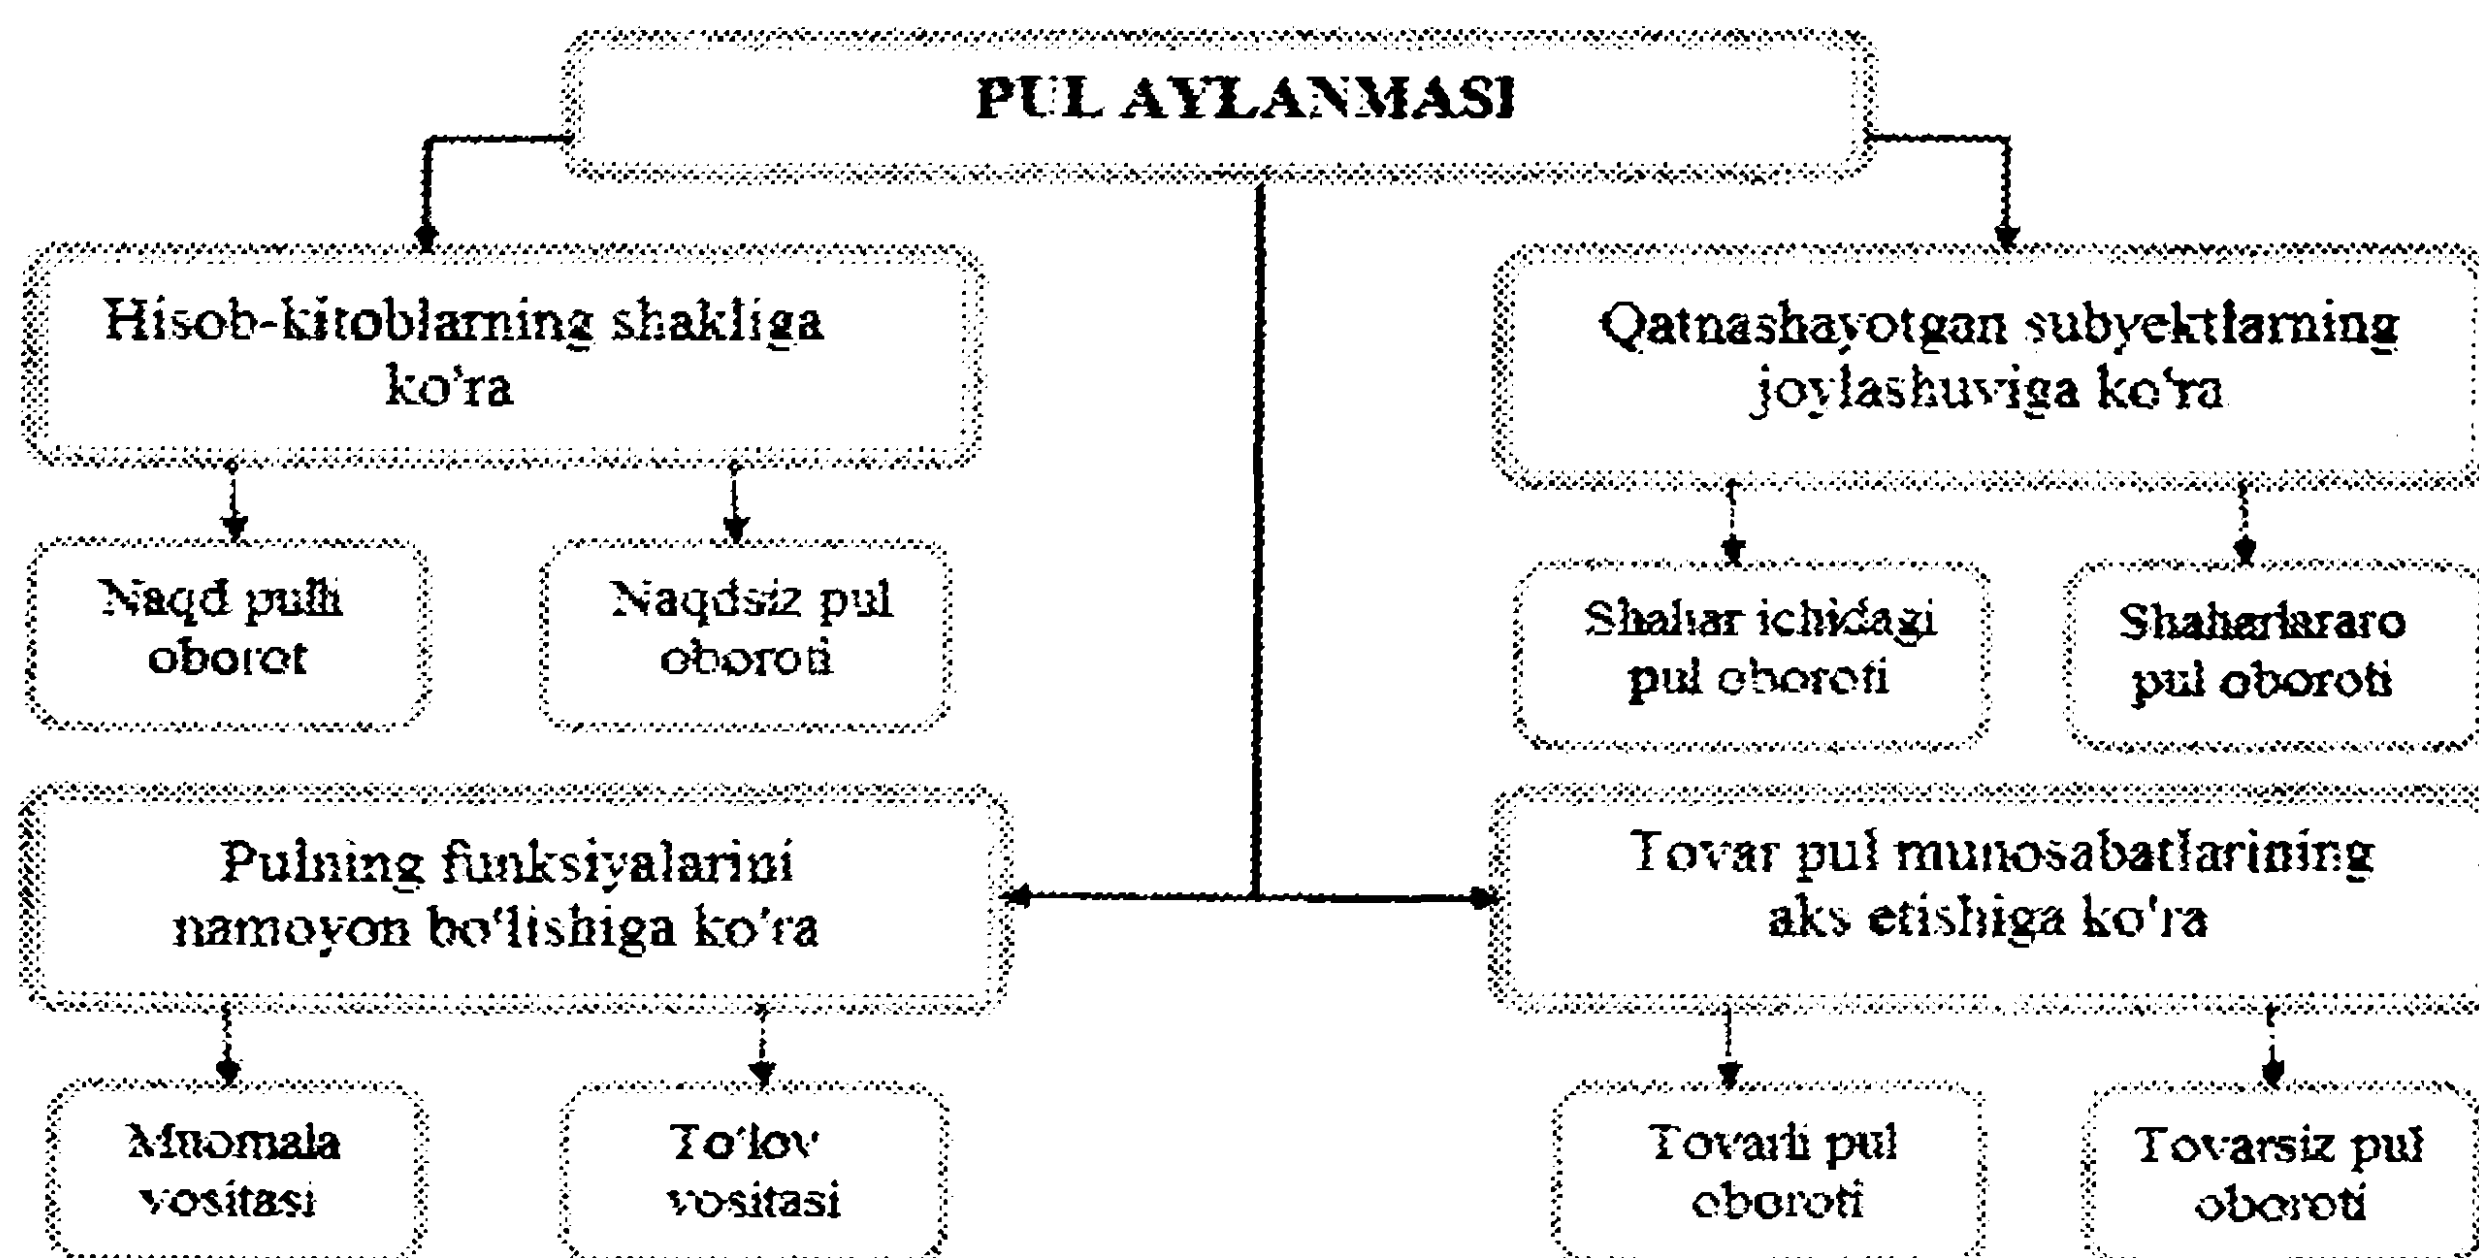 PUL AYLANMASI
Hisob-kitoblarning shakliga
ko'ra
Qatnashayotgan subyektlarning
joylashuviga ko'ra
Naqd pulli
oborot
Naqdsiz pul
oboroti
Shahar ichidagi
pul oboroti
Shaharlararo
pul oboroti
Pulning funksiyalarini
namoyon bo'lishiga ko'ra
Tovar pul munosabatlarining
aks etishiga ko'ra
Muomala
vositasi
To'lov
vositasi
Tovarli pul
oboroti
Tovarsiz pul
oboroti